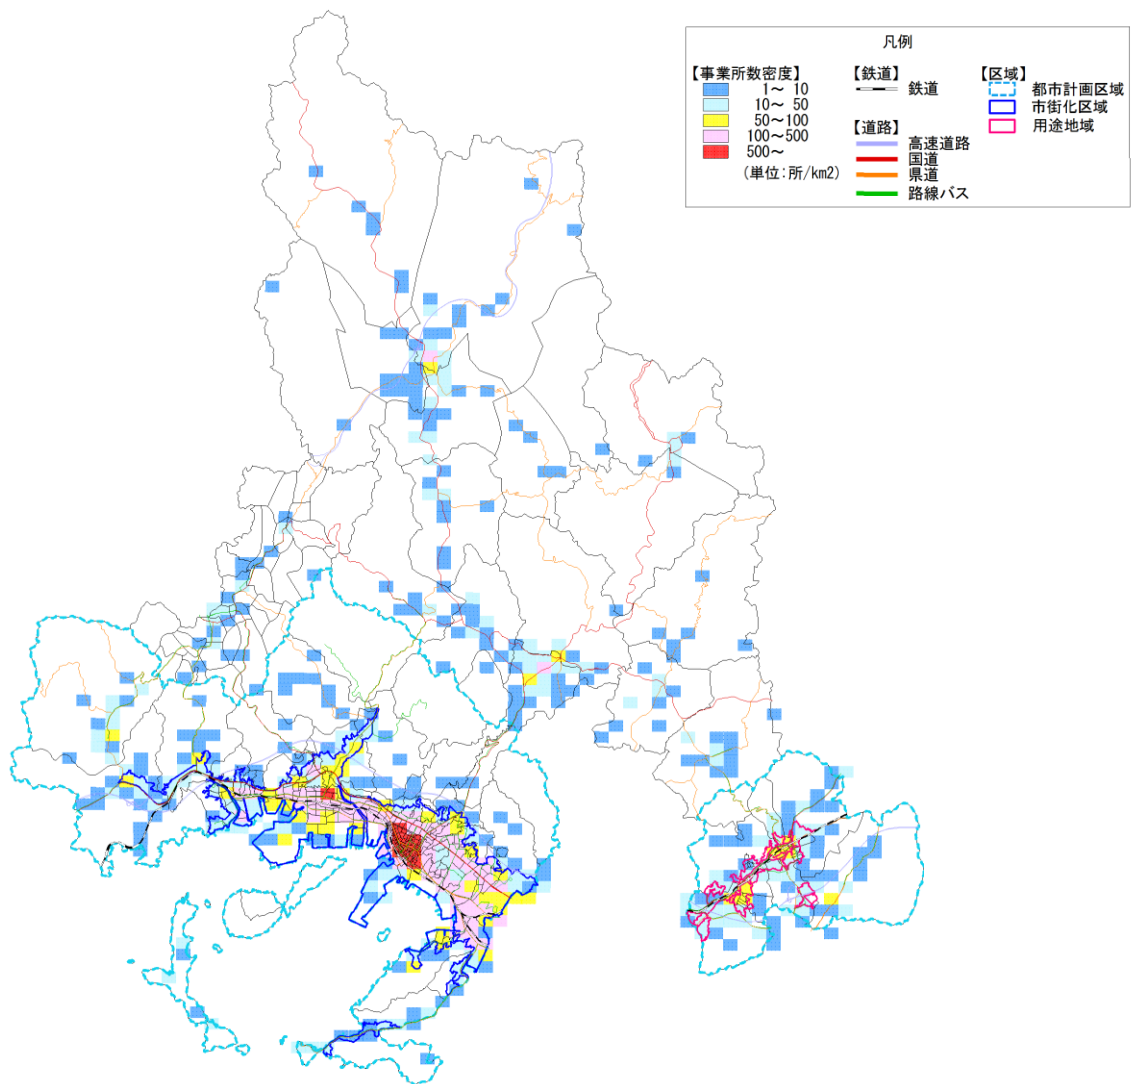 凡例
【事業所数密度】
1～ 10
10～ 50
50～100
100～500
500～
(単位:所/km2)
【鉄道】
鉄道
【道路】
高速道路
国道
県道
路線バス
【区域】
都市計画区域
市街化区域
用途地域